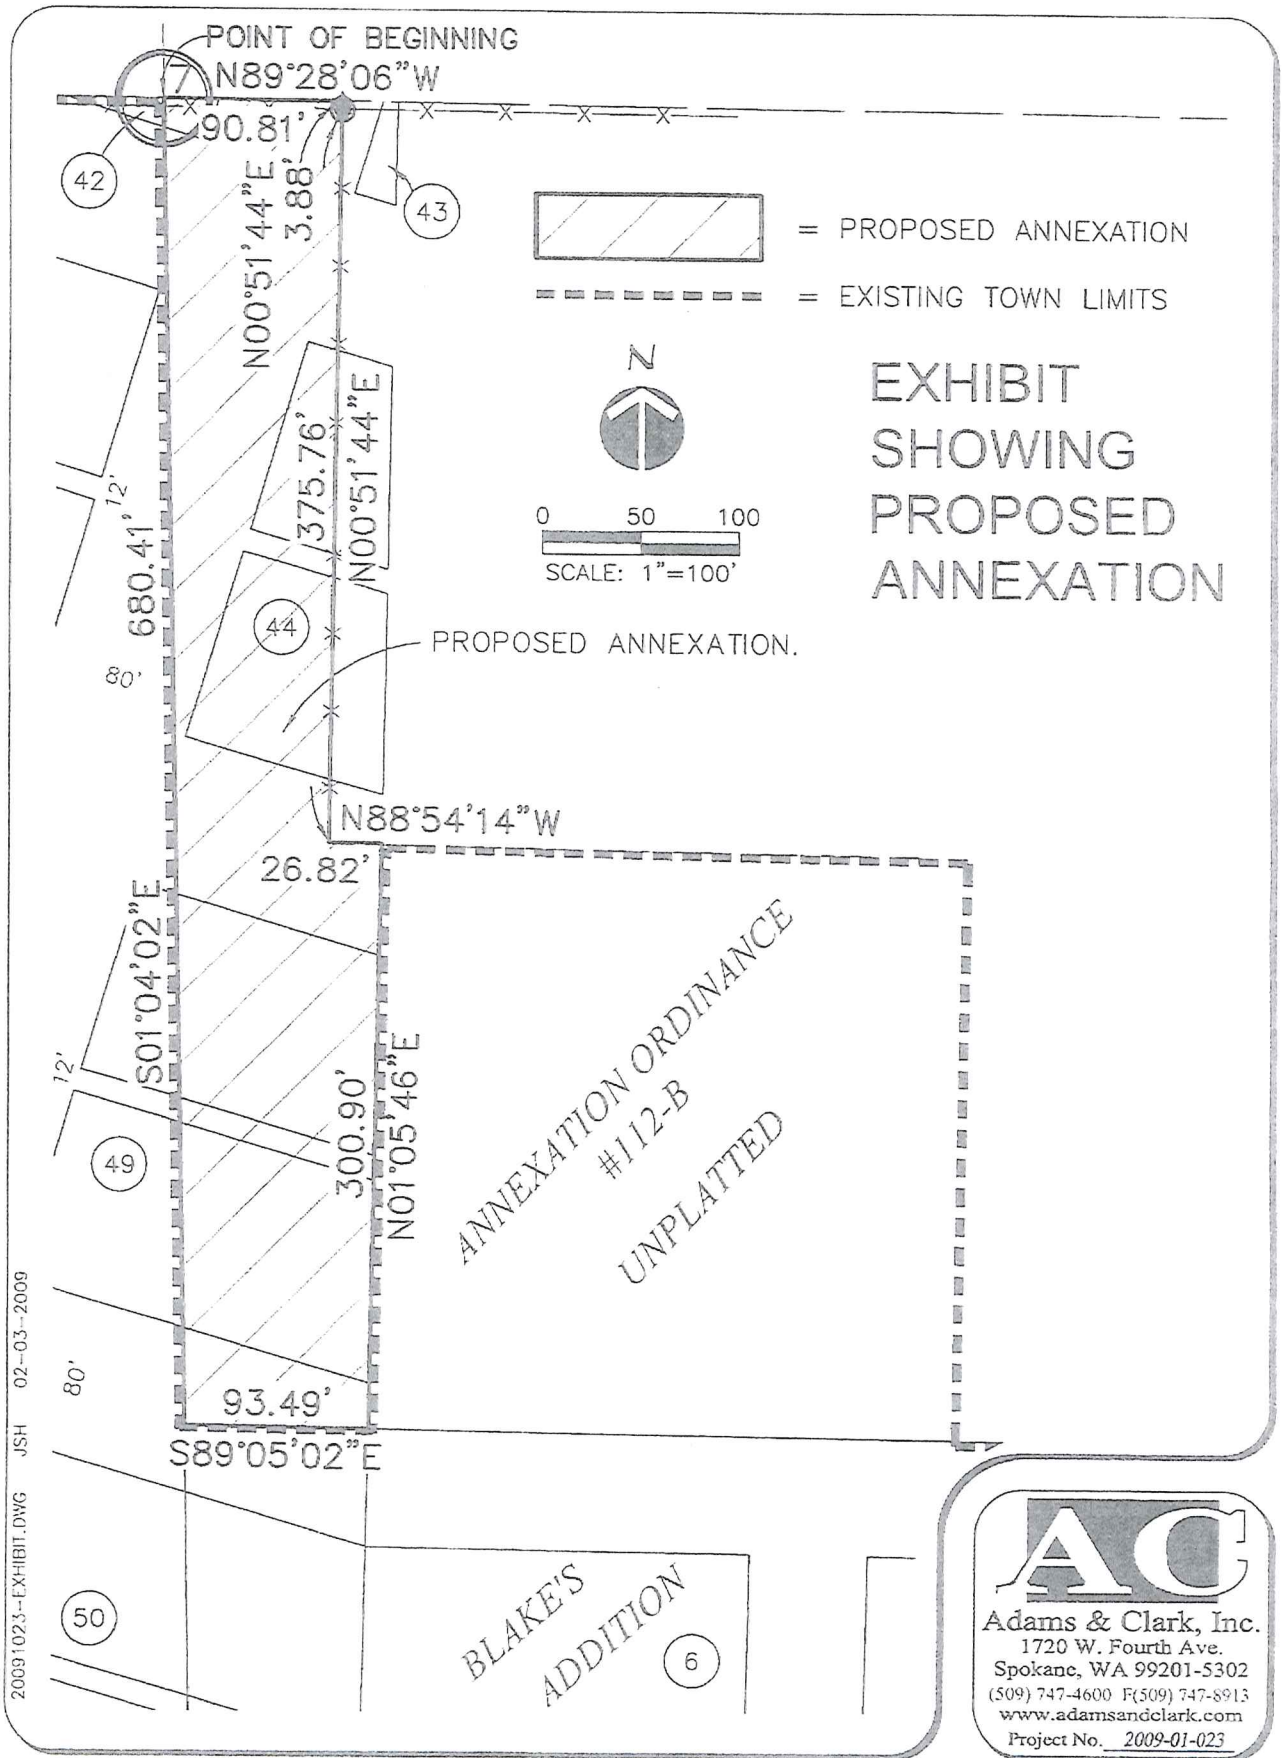 POINT OF BEGINNING
7 N89°28'06"W
90.81'
42
N00°51'44"E
3.88'
43
= PROPOSED ANNEXATION
= EXISTING TOWN LIMITS
N
EXHIBIT
SHOWING
PROPOSED
ANNEXATION
0 50 100
SCALE: 1"=100'
375.76'
N00°51'44"E
12'
680.41'
44
PROPOSED ANNEXATION.
80'
N88°54'14"W
26.82'
S01°04'02"E
ANNEXATION ORDINANCE
#112-B
UNPLATTED
12'
300.90'
N01°05'46"E
49
80'
93.49'
S89°05'02"E
50
BLAKE'S
ADDITION
6
20091023-EXHIBIT.DWG JSH 02-03-2009
AC
Adams & Clark, Inc.
1720 W. Fourth Ave.
Spokane, WA 99201-5302
(509) 747-4600 F(509) 747-8913
www.adamsandclark.com
Project No. 2009-01-023